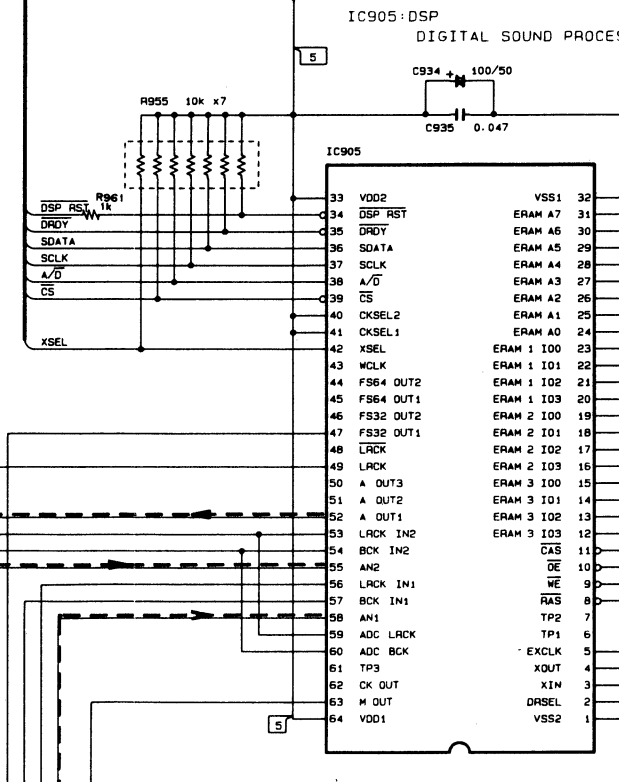 IC905:DSP
DIGITAL SOUND PROCES
5
C934 + 100/50
R955 10k x7
C935 0.047
IC905
R961
1k
DSP RST
DRDY
SDATA
SCLK
A/D
CS
XSEL
33 VDD2 VSS1 32
34 DSP RST ERAM A7 31
35 DRDY ERAM A6 30
36 SDATA ERAM A5 29
37 SCLK ERAM A4 28
38 A/D ERAM A3 27
39 CS ERAM A2 26
40 CKSEL2 ERAM A1 25
41 CKSEL1 ERAM A0 24
42 XSEL ERAM 1 IO0 23
43 WCLK ERAM 1 IO1 22
44 FS64 OUT2 ERAM 1 IO2 21
45 FS64 OUT1 ERAM 1 IO3 20
46 FS32 OUT2 ERAM 2 IO0 19
47 FS32 OUT1 ERAM 2 IO1 18
48 LRCK ERAM 2 IO2 17
49 LRCK ERAM 2 IO3 16
50 A OUT3 ERAM 3 IO0 15
51 A OUT2 ERAM 3 IO1 14
52 A OUT1 ERAM 3 IO2 13
53 LRCK IN2 ERAM 3 IO3 12
54 BCK IN2 CAS 11
55 AN2 OE 10
56 LRCK IN1 WE 9
57 BCK IN1 RAS 8
58 AN1 TP2 7
59 ADC LRCK TP1 6
60 ADC BCK EXCLK 5
61 TP3 XOUT 4
62 CK OUT XIN 3
63 M OUT DRSEL 2
64 VDD1 VSS2 1
5